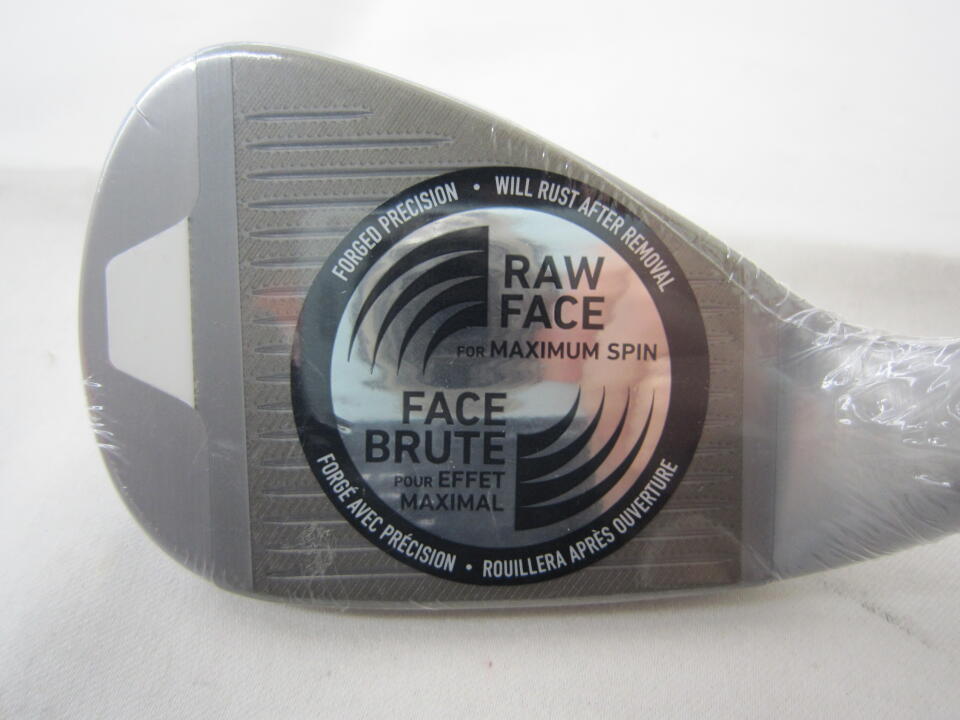 FORGED PRECISION • WILL RUST AFTER REMOVAL
RAW
FACE
FOR MAXIMUM SPIN
FACE
BRUTE
POUR EFFET
MAXIMAL
FORGÉ AVEC PRÉCISION • ROUILLERA APRÈS OUVERTURE